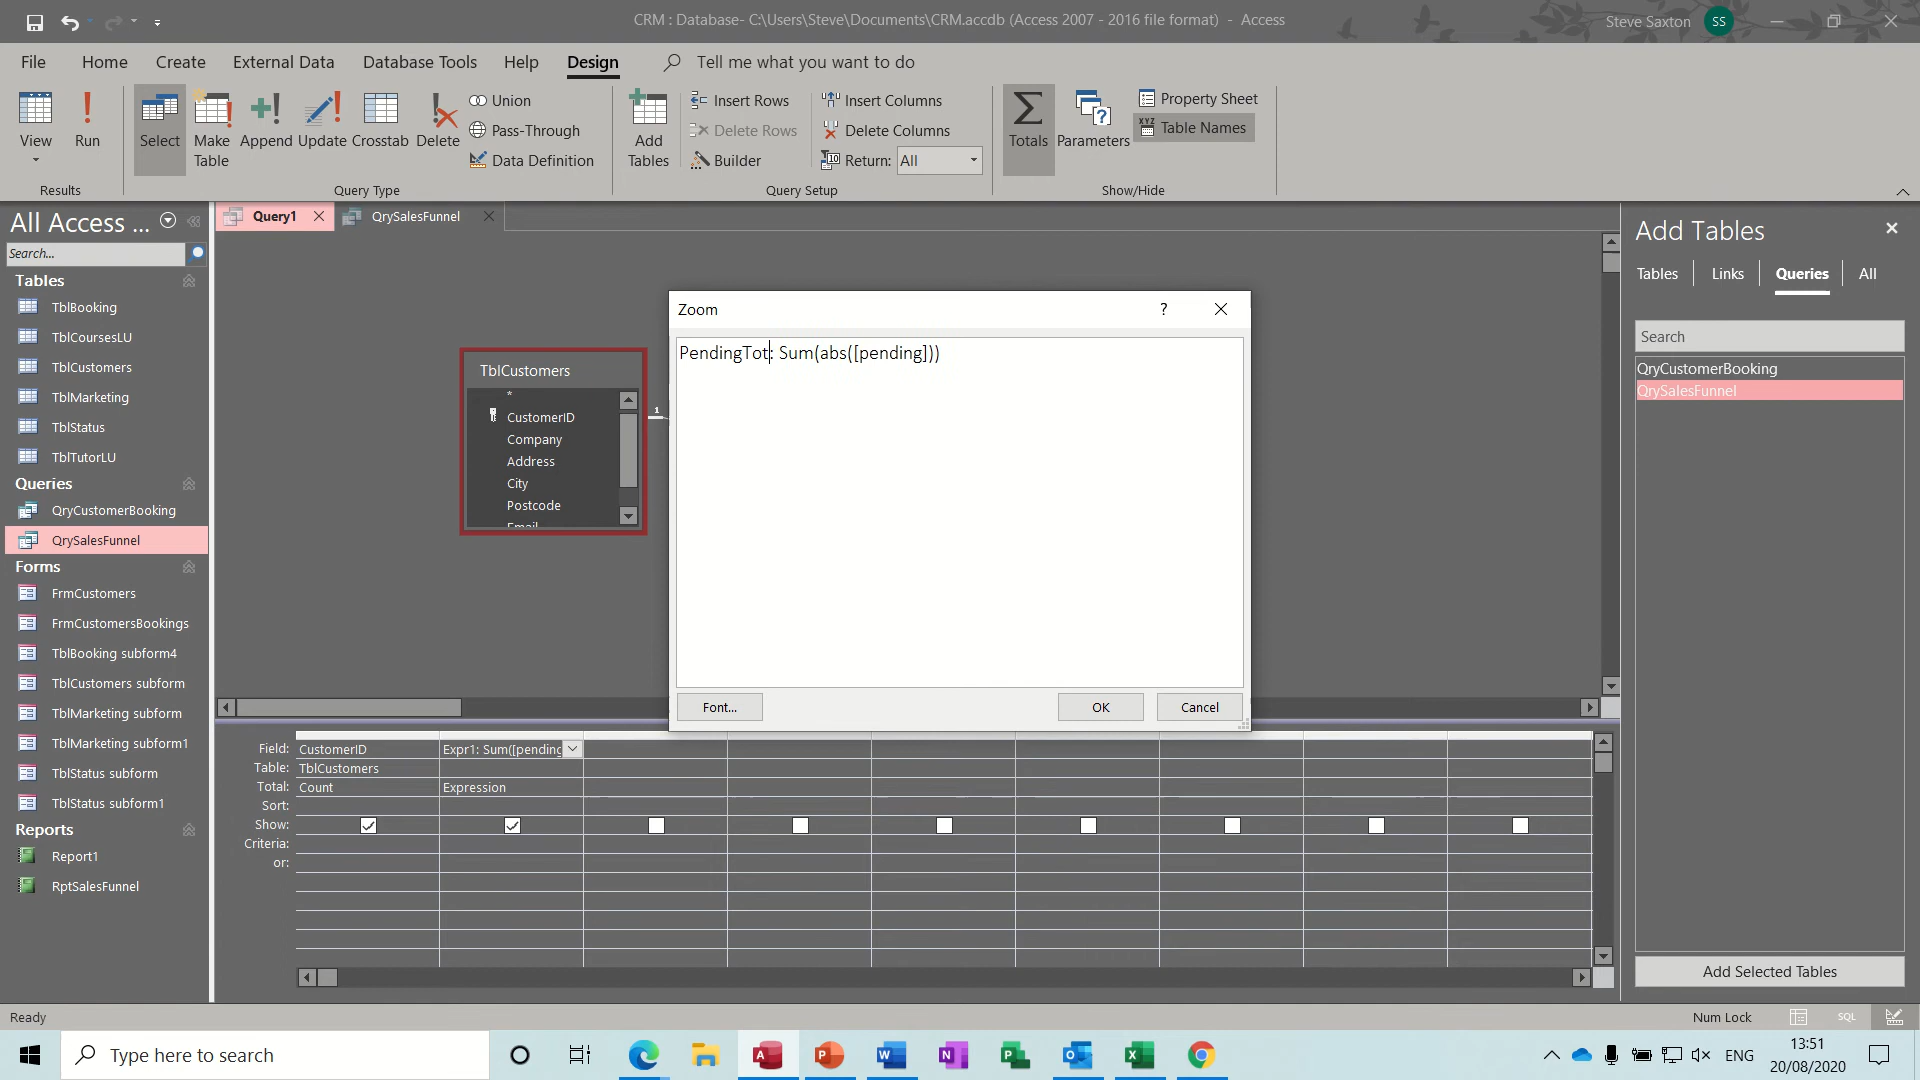 CRM : Database- C:\Users\Steve\Documents\CRM.accdb (Access 2007 - 2016 file format)  -  Access
Steve Saxton
SS
File
Home
Create
External Data
Database Tools
Help
Design
Tell me what you want to do
View
Run
Results
Select
Make
Table
Append
Update
Crosstab
Delete
Union
Pass-Through
Data Definition
Query Type
Add
Tables
Insert Rows
Delete Rows
Builder
Insert Columns
Delete Columns
Return:
All
Query Setup
Totals
Parameters
Property Sheet
Table Names
Show/Hide
All Access ...
Search...
Tables
TblBooking
TblCoursesLU
TblCustomers
TblMarketing
TblStatus
TblTutorLU
Queries
QryCustomerBooking
QrySalesFunnel
Forms
FrmCustomers
FrmCustomersBookings
TblBooking subform4
TblCustomers subform
TblMarketing subform
TblMarketing subform1
TblStatus subform
TblStatus subform1
Reports
Report1
RptSalesFunnel
Query1
QrySalesFunnel
TblCustomers
*
CustomerID
Company
Address
City
Postcode
Email
1
Zoom
?
PendingTot: Sum(abs([pending]))
Font...
OK
Cancel
Field: CustomerID Expr1: Sum([pending
Table: TblCustomers
Total: Count Expression
Sort:
Show:
Criteria:
or:
Add Tables
Tables
Links
Queries
All
Search
QryCustomerBooking
QrySalesFunnel
Add Selected Tables
Ready
Num Lock
SQL
Type here to search
ENG
13:51
20/08/2020